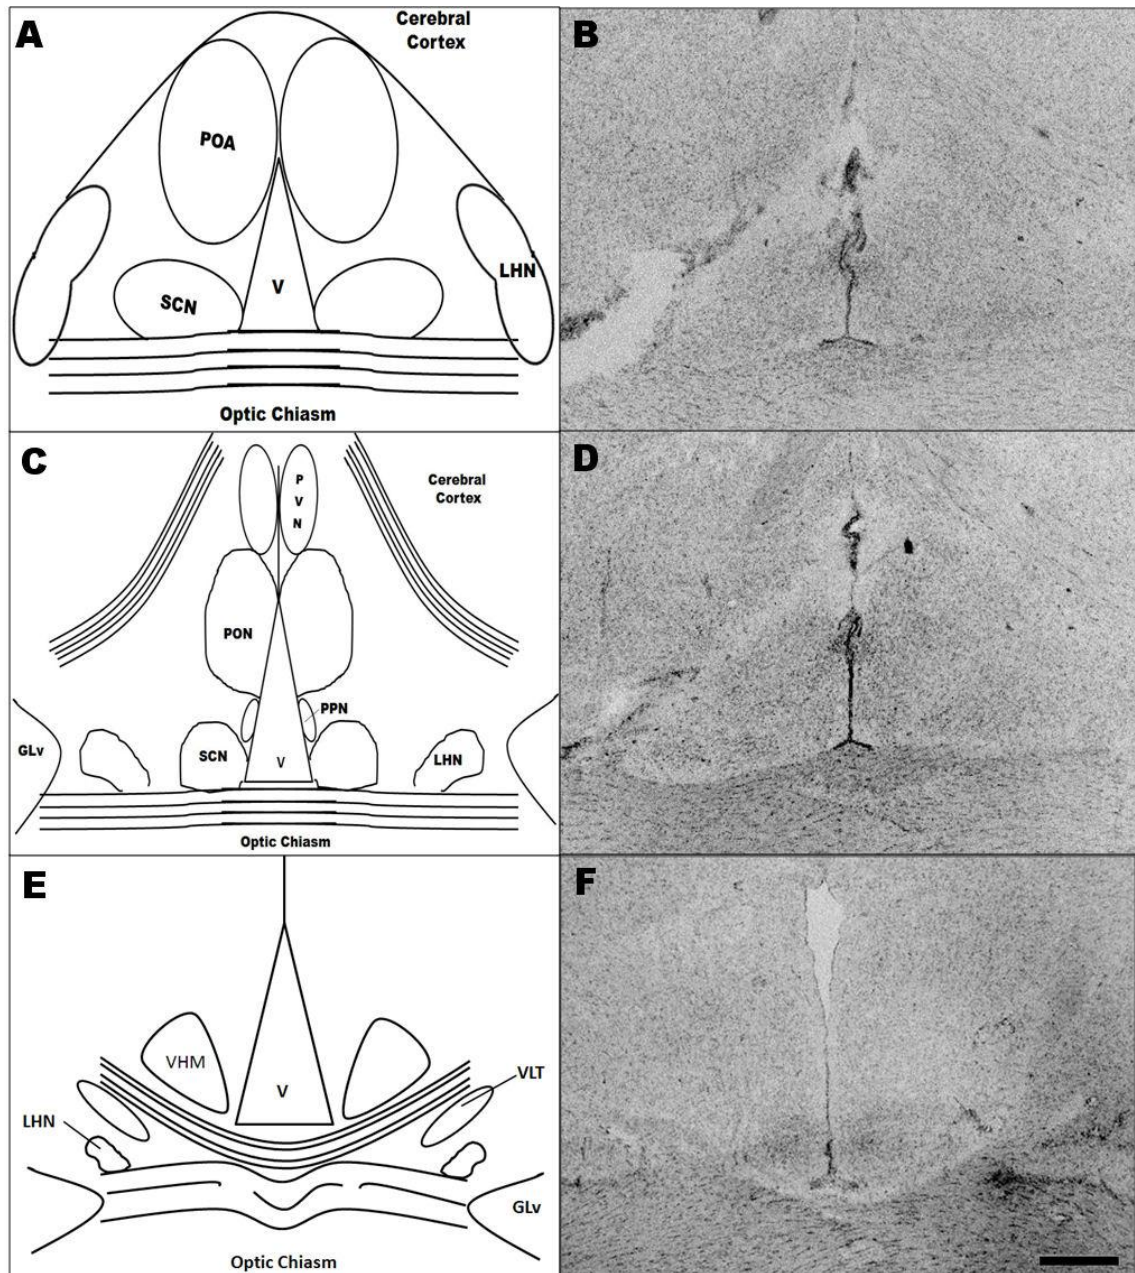 A
Cerebral
Cortex
POA
LHN
SCN
V
Optic Chiasm
B
C
P
V
N
Cerebral
Cortex
PON
PPN
GLv
SCN
V
LHN
Optic Chiasm
D
E
VHM
V
VLT
LHN
GLv
Optic Chiasm
F